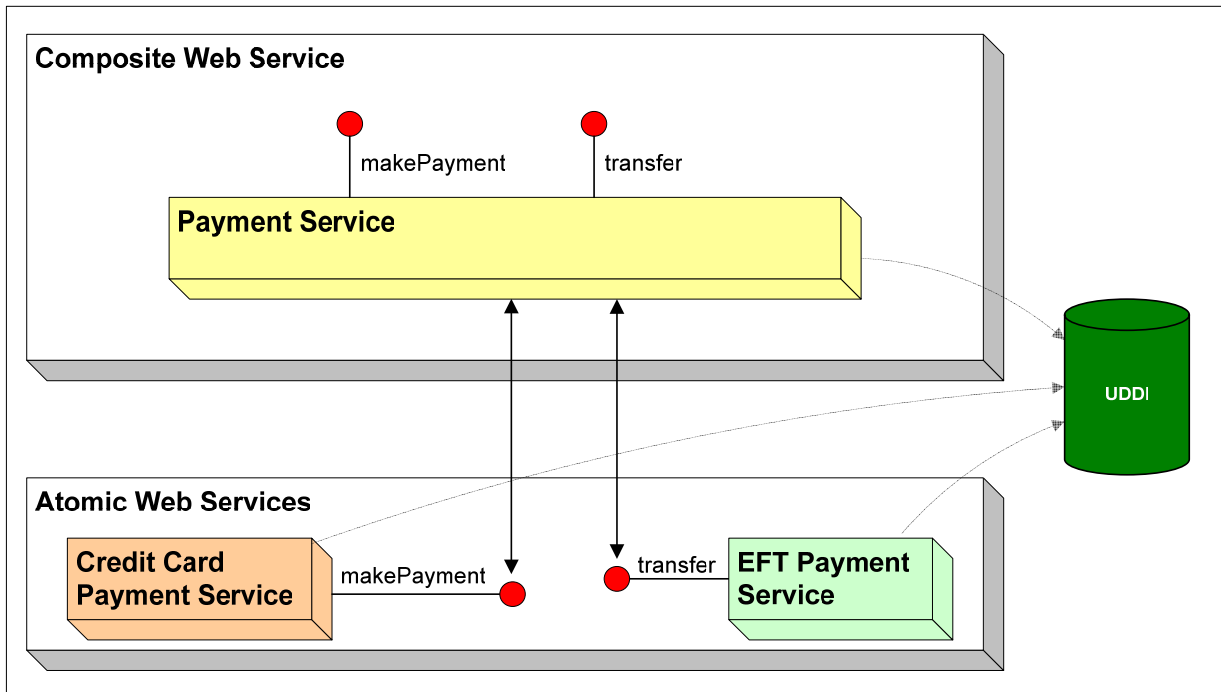 Composite Web Service
makePayment
transfer
Payment Service
UDDI
Atomic Web Services
Credit Card
Payment Service
makePayment
transfer
EFT Payment
Service